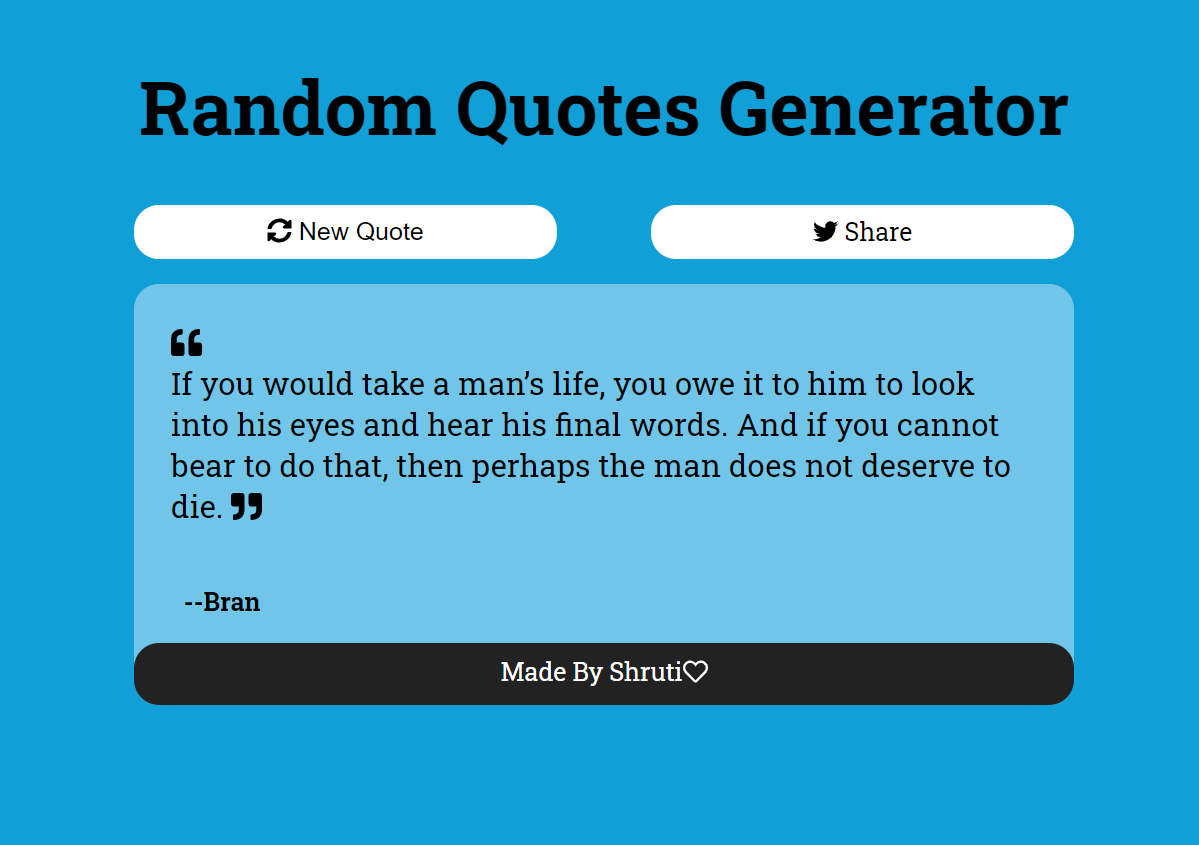 Random Quotes Generator
New Quote
Share
“
If you would take a man’s life, you owe it to him to look
into his eyes and hear his final words. And if you cannot
bear to do that, then perhaps the man does not deserve to
die. ”
--Bran
Made By Shruti♡